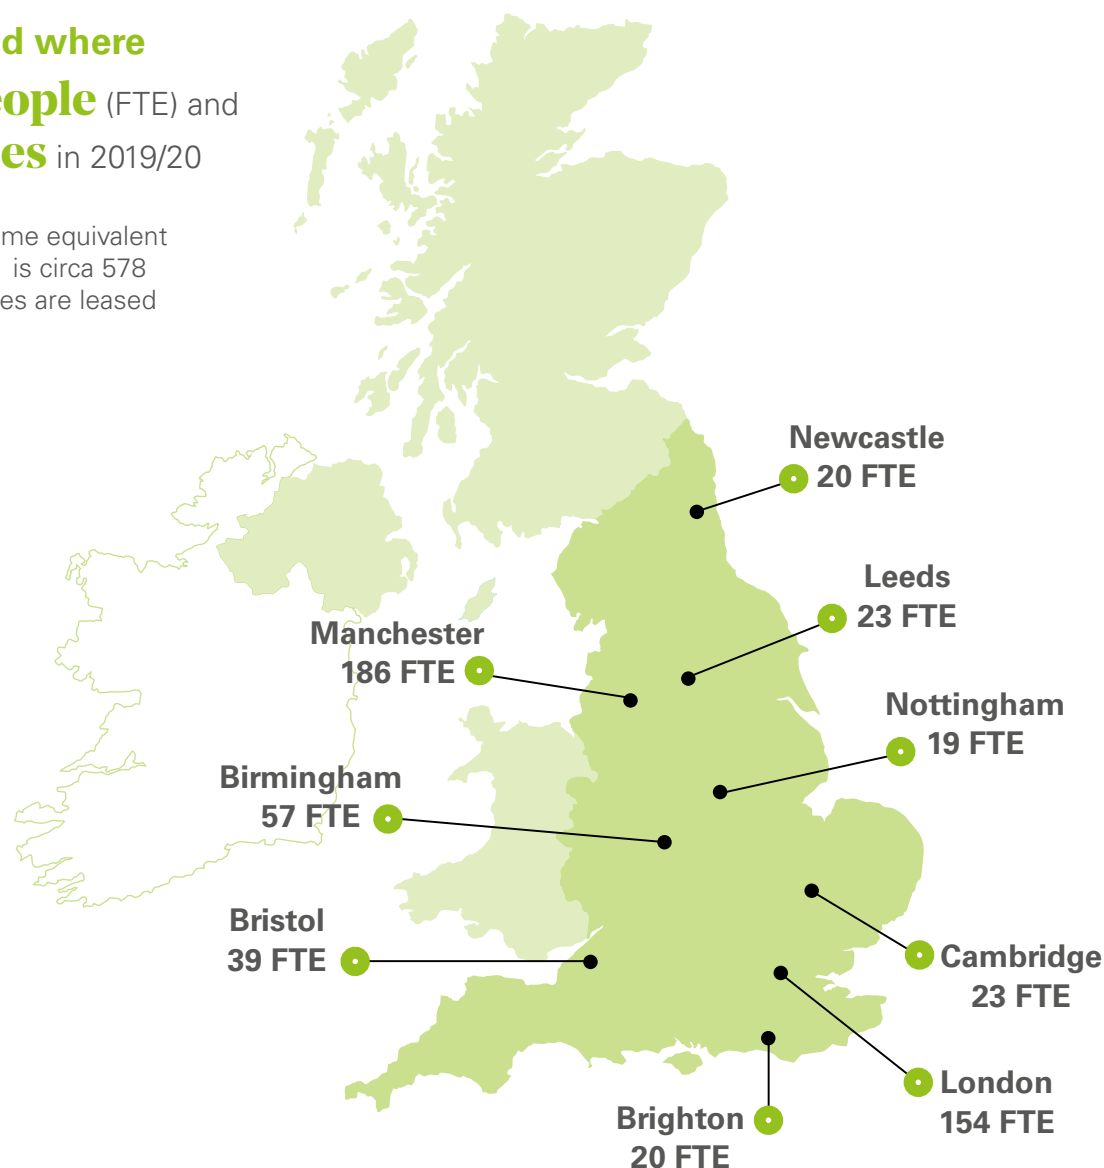 d where
eople (FTE) and
es in 2019/20
me equivalent
is circa 578
es are leased
Newcastle
20 FTE
Leeds
23 FTE
Manchester
186 FTE
Nottingham
19 FTE
Birmingham
57 FTE
Bristol
39 FTE
Cambridge
23 FTE
London
154 FTE
Brighton
20 FTE